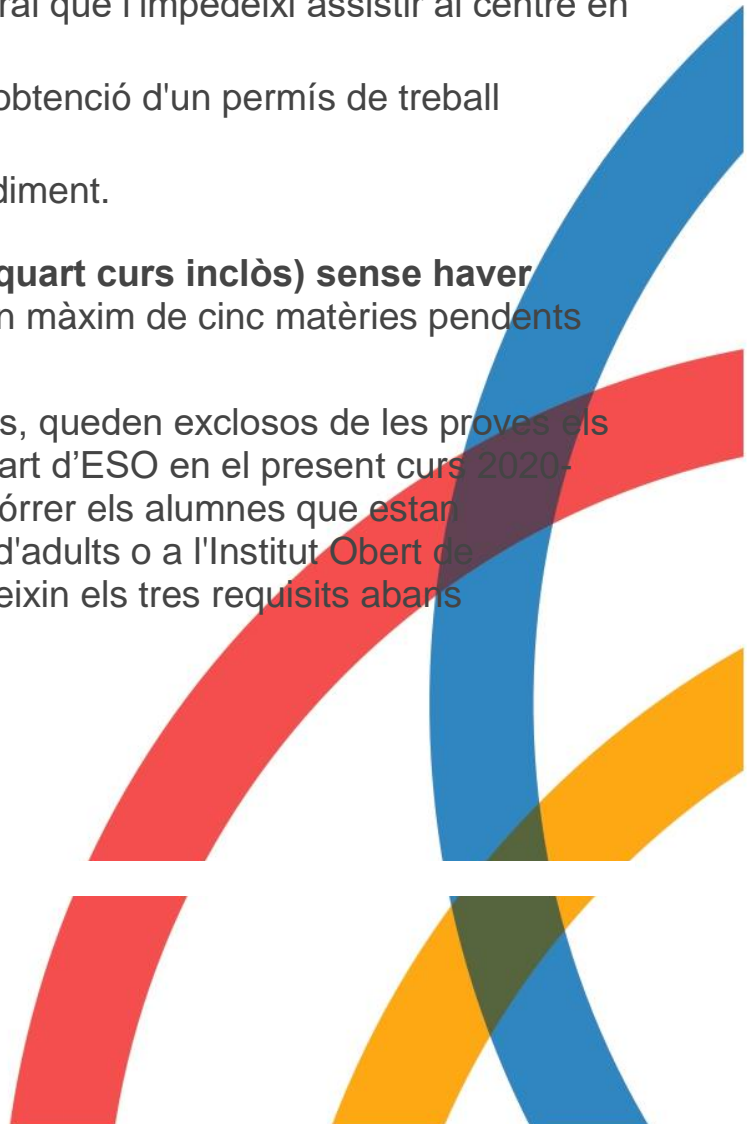 ral que l'impedeixi assistir al centre en
obtenció d'un permís de treball
diment.
quart curs inclòs) sense haver
n màxim de cinc matèries pendents
s, queden exclosos de les proves els
art d’ESO en el present curs 2020-
órrer els alumnes que estan
d'adults o a l'Institut Obert de
eixin els tres requisits abans